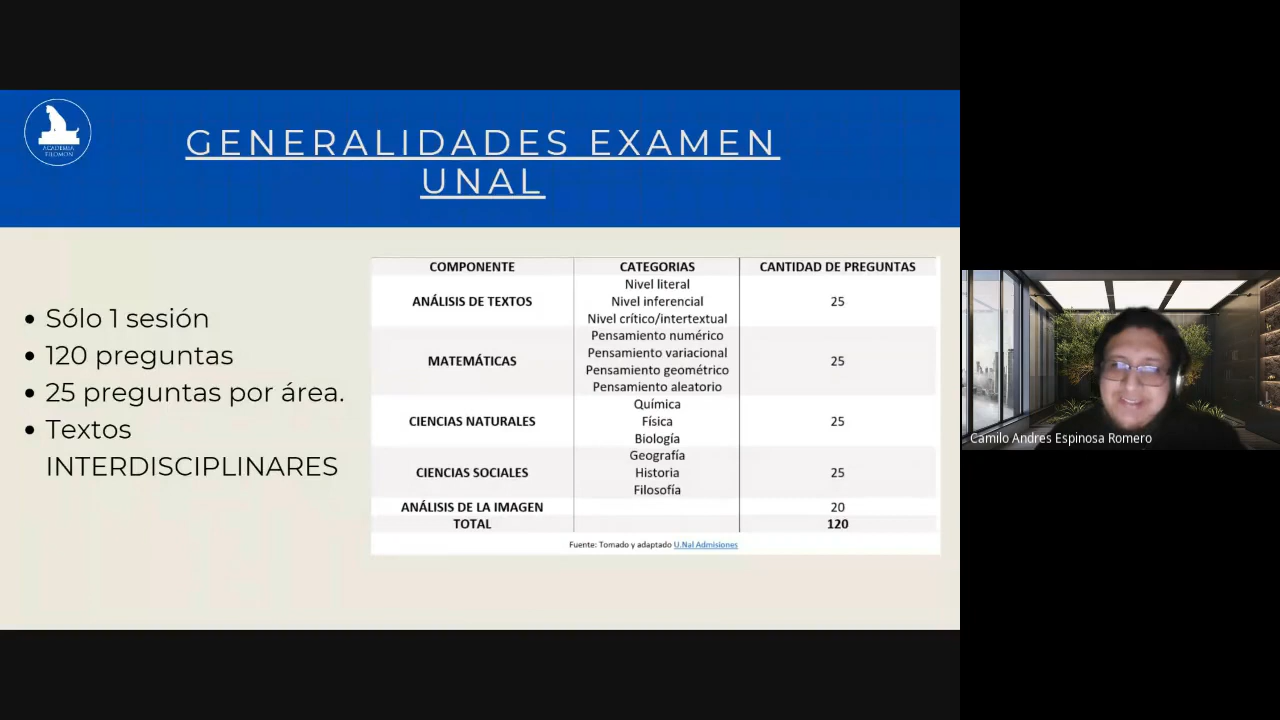 ACADEMIA
FILOMON
GENERALIDADES EXAMEN
UNAL
Sólo 1 sesión
120 preguntas
25 preguntas por área.
Textos
INTERDISCIPLINARES
COMPONENTE CATEGORIAS CANTIDAD DE PREGUNTAS
Nivel literal
ANÁLISIS DE TEXTOS Nivel inferencial 25
Nivel crítico/intertextual
Pensamiento numérico
Pensamiento variacional
MATEMÁTICAS 25
Pensamiento geométrico
Pensamiento aleatorio
Química
CIENCIAS NATURALES Física 25
Biología
Geografía
CIENCIAS SOCIALES Historia 25
Filosofía
ANÁLISIS DE LA IMAGEN 20
TOTAL 120
Fuente: Tomado y adaptado U.Nal Admisiones
Camilo Andres Espinosa Romero